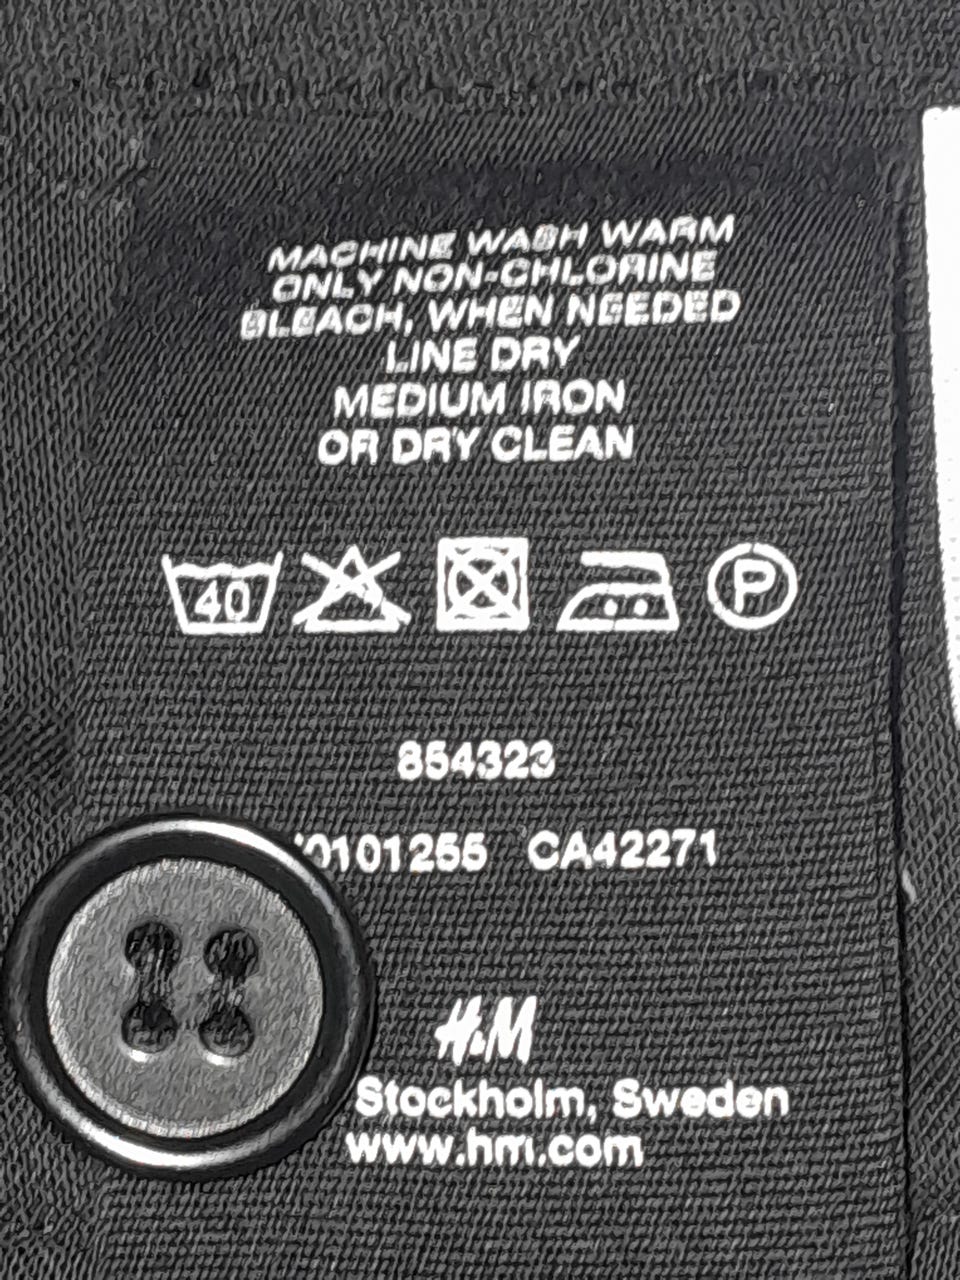 MACHINE WASH WARM
ONLY NON-CHLORINE
BLEACH, WHEN NEEDED
LINE DRY
MEDIUM IRON
OR DRY CLEAN
40 P
854323
CA42271
H&M
Stockholm, Sweden
www.hm.com